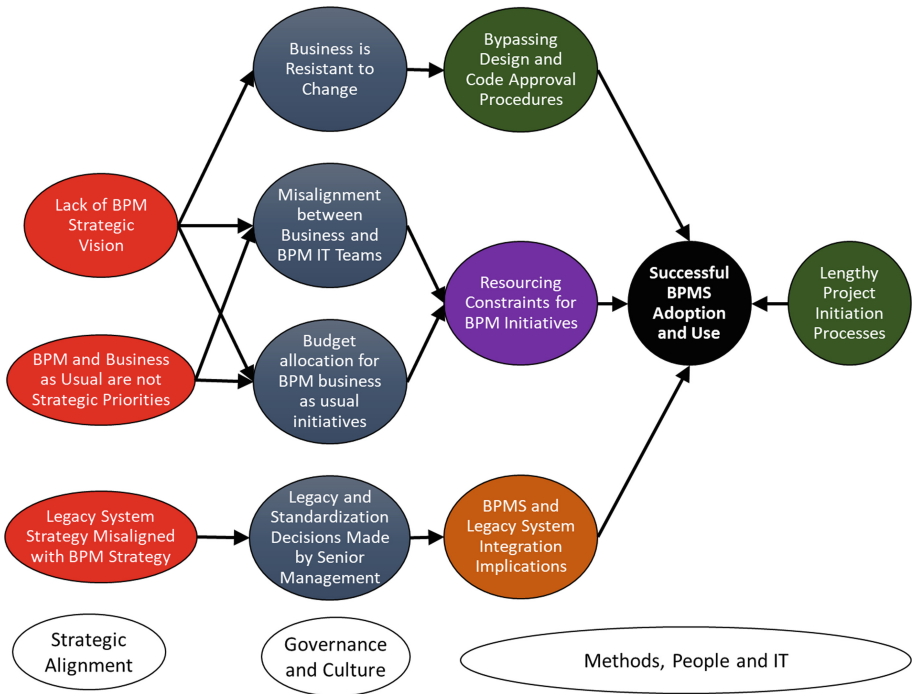 Business is
Resistant to
Change
Bypassing
Design and
Code Approval
Procedures
Lack of BPM
Strategic
Vision
Misalignment
between
Business and
BPM IT Teams
Resourcing
Constraints for
BPM Initiatives
Successful
BPMS
Adoption
and Use
Lengthy
Project
Initiation
Processes
BPM and Business
as Usual are not
Strategic Priorities
Budget
allocation for
BPM business
as usual
initiatives
Legacy System
Strategy Misaligned
with BPM Strategy
Legacy and
Standardization
Decisions Made
by Senior
Management
BPMS and
Legacy System
Integration
Implications
Strategic
Alignment
Governance
and Culture
Methods, People and IT